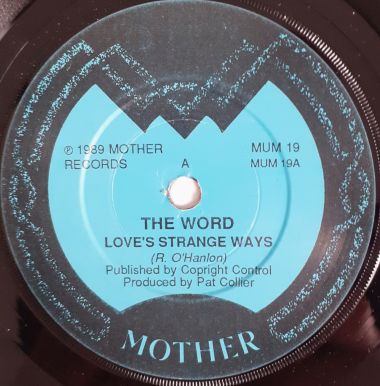 ℗ 1989 MOTHER RECORDS
A
MUM 19
MUM 19A
THE WORD
LOVE'S STRANGE WAYS
(R. O'Hanlon)
Published by Copright Control
Produced by Pat Collier
MOTHER